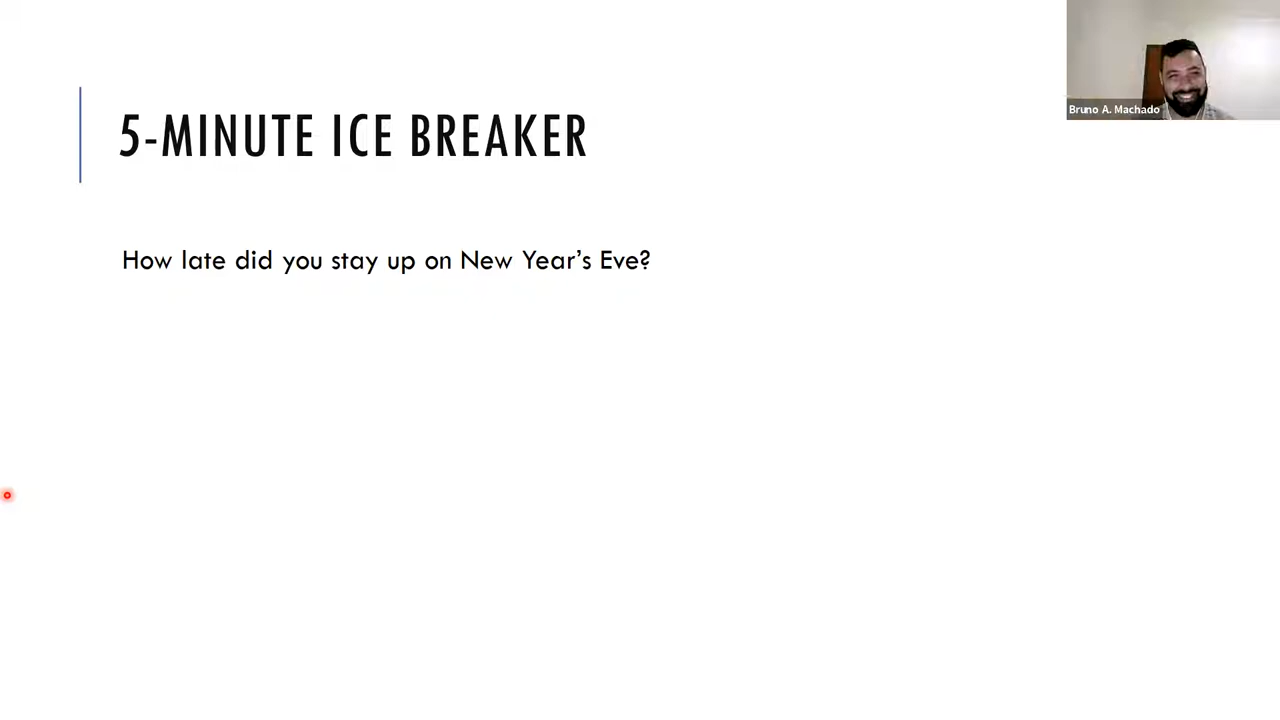 5-MINUTE ICE BREAKER
How late did you stay up on New Year’s Eve?
Bruno A. Machado